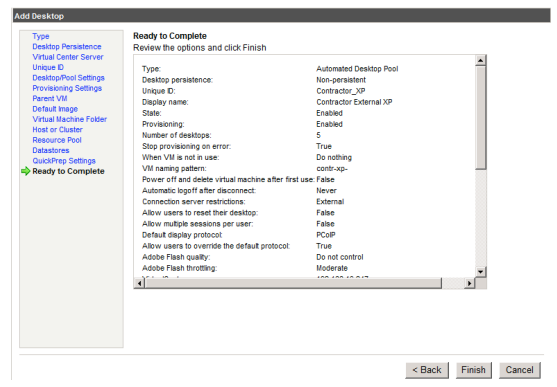 Add Desktop
Type
Desktop Persistence
Virtual Center Server
Unique ID
Desktop/Pool Settings
Provisioning Settings
Parent VM
Default Image
Virtual Machine Folder
Host or Cluster
Resource Pool
Datastores
QuickPrep Settings
Ready to Complete
Ready to Complete
Review the options and click Finish
Type: Automated Desktop Pool
Desktop persistence: Non-persistent
Unique ID: Contractor_XP
Display name: Contractor External XP
State: Enabled
Provisioning: Enabled
Number of desktops: 5
Stop provisioning on error: True
When VM is not in use: Do nothing
VM naming pattern: contr-xp-
Power off and delete virtual machine after first use: False
Automatic logoff after disconnect: Never
Connection server restrictions: External
Allow users to reset their desktop: False
Allow multiple sessions per user: False
Default display protocol: PCoIP
Allow users to override the default protocol: True
Adobe Flash quality: Do not control
Adobe Flash throttling: Moderate
< Back
Finish
Cancel